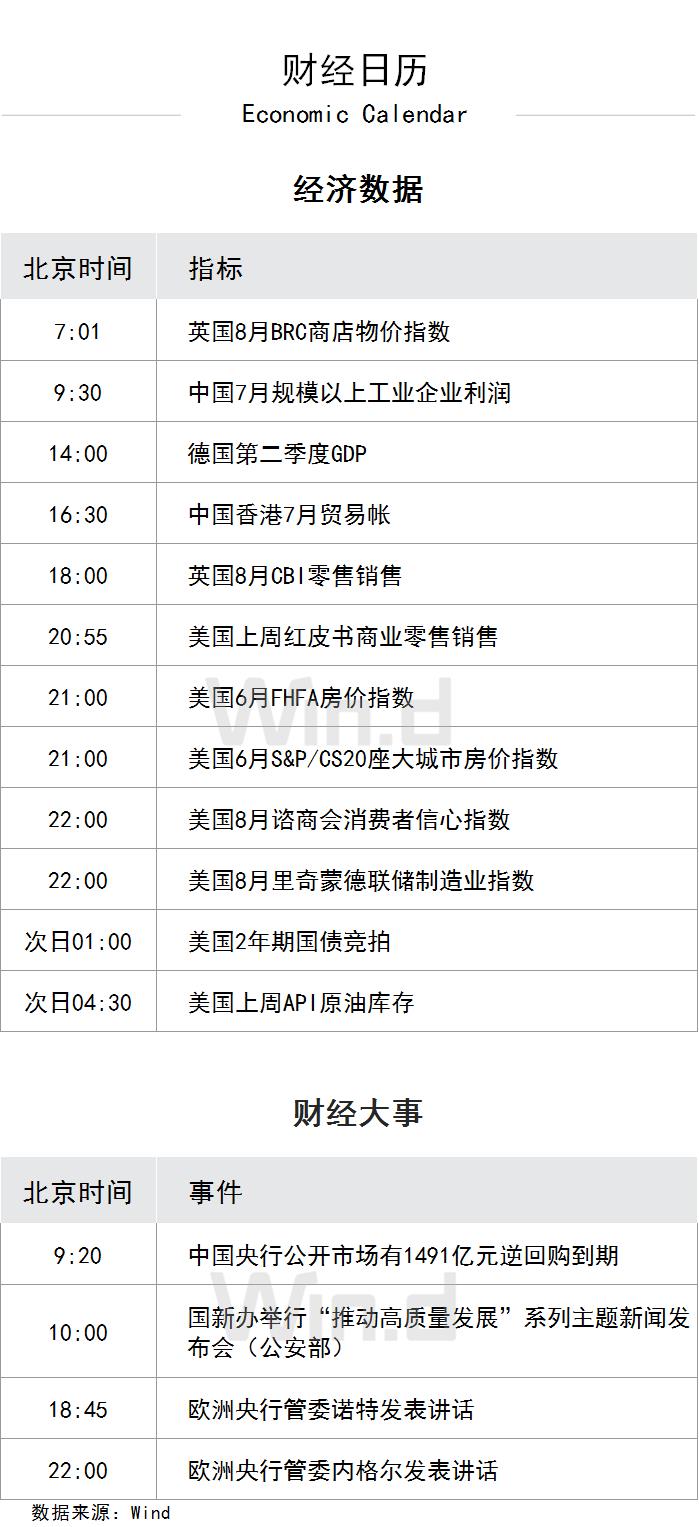 财经日历
Economic Calendar
经济数据
北京时间 指标
7:01 英国8月BRC商店物价指数
9:30 中国7月规模以上工业企业利润
14:00 德国第二季度GDP
16:30 中国香港7月贸易帐
18:00 英国8月CBI零售销售
20:55 美国上周红皮书商业零售销售
21:00 美国6月FHFA房价指数
Win.d
21:00 美国6月S&P/CS20座大城市房价指数
22:00 美国8月谘商会消费者信心指数
22:00 美国8月里奇蒙德联储制造业指数
次日01:00 美国2年期国债竞拍
次日04:30 美国上周API原油库存
财经大事
北京时间 事件
9:20 中国央行公开市场有1491亿元逆回购到期
Win.d
10:00 国新办举行“推动高质量发展”系列主题新闻发
布会（公安部）
18:45 欧洲央行管委诺特发表讲话
22:00 欧洲央行管委内格尔发表讲话
数据来源：Wind